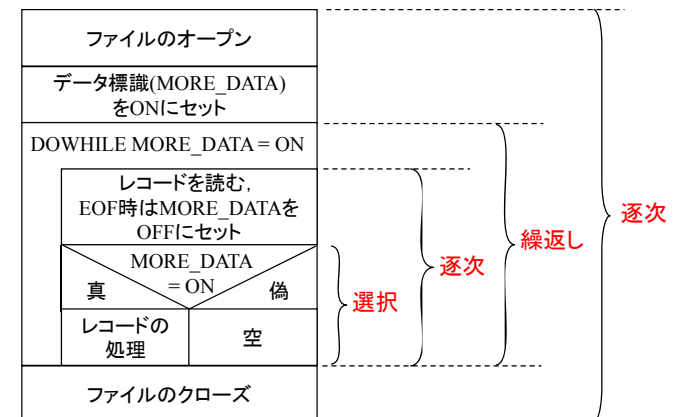 ファイルのオープン
データ標識(MORE_DATA)
をONにセット
DOWHILE MORE_DATA = ON
レコードを読む,
EOF時はMORE_DATAを
OFFにセット
MORE_DATA
= ON
真
偽
レコードの
処理
空
ファイルのクローズ
選択
逐次
繰返し
逐次